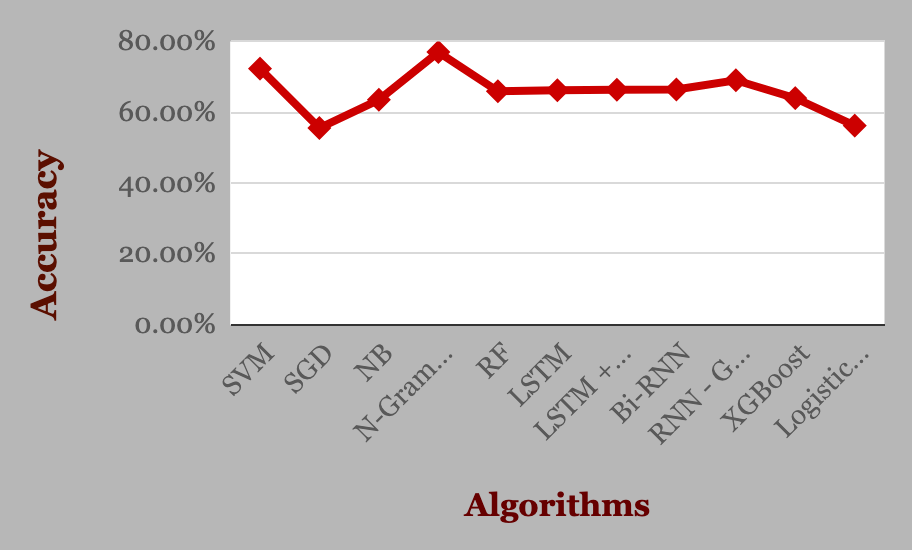 Accuracy
80.00%
60.00%
40.00%
20.00%
0.00%
SVM
SGD
NB
N-Gram...
RF
LSTM
LSTM +...
Bi-RNN
RNN - G...
XGBoost
Logistic...
Algorithms